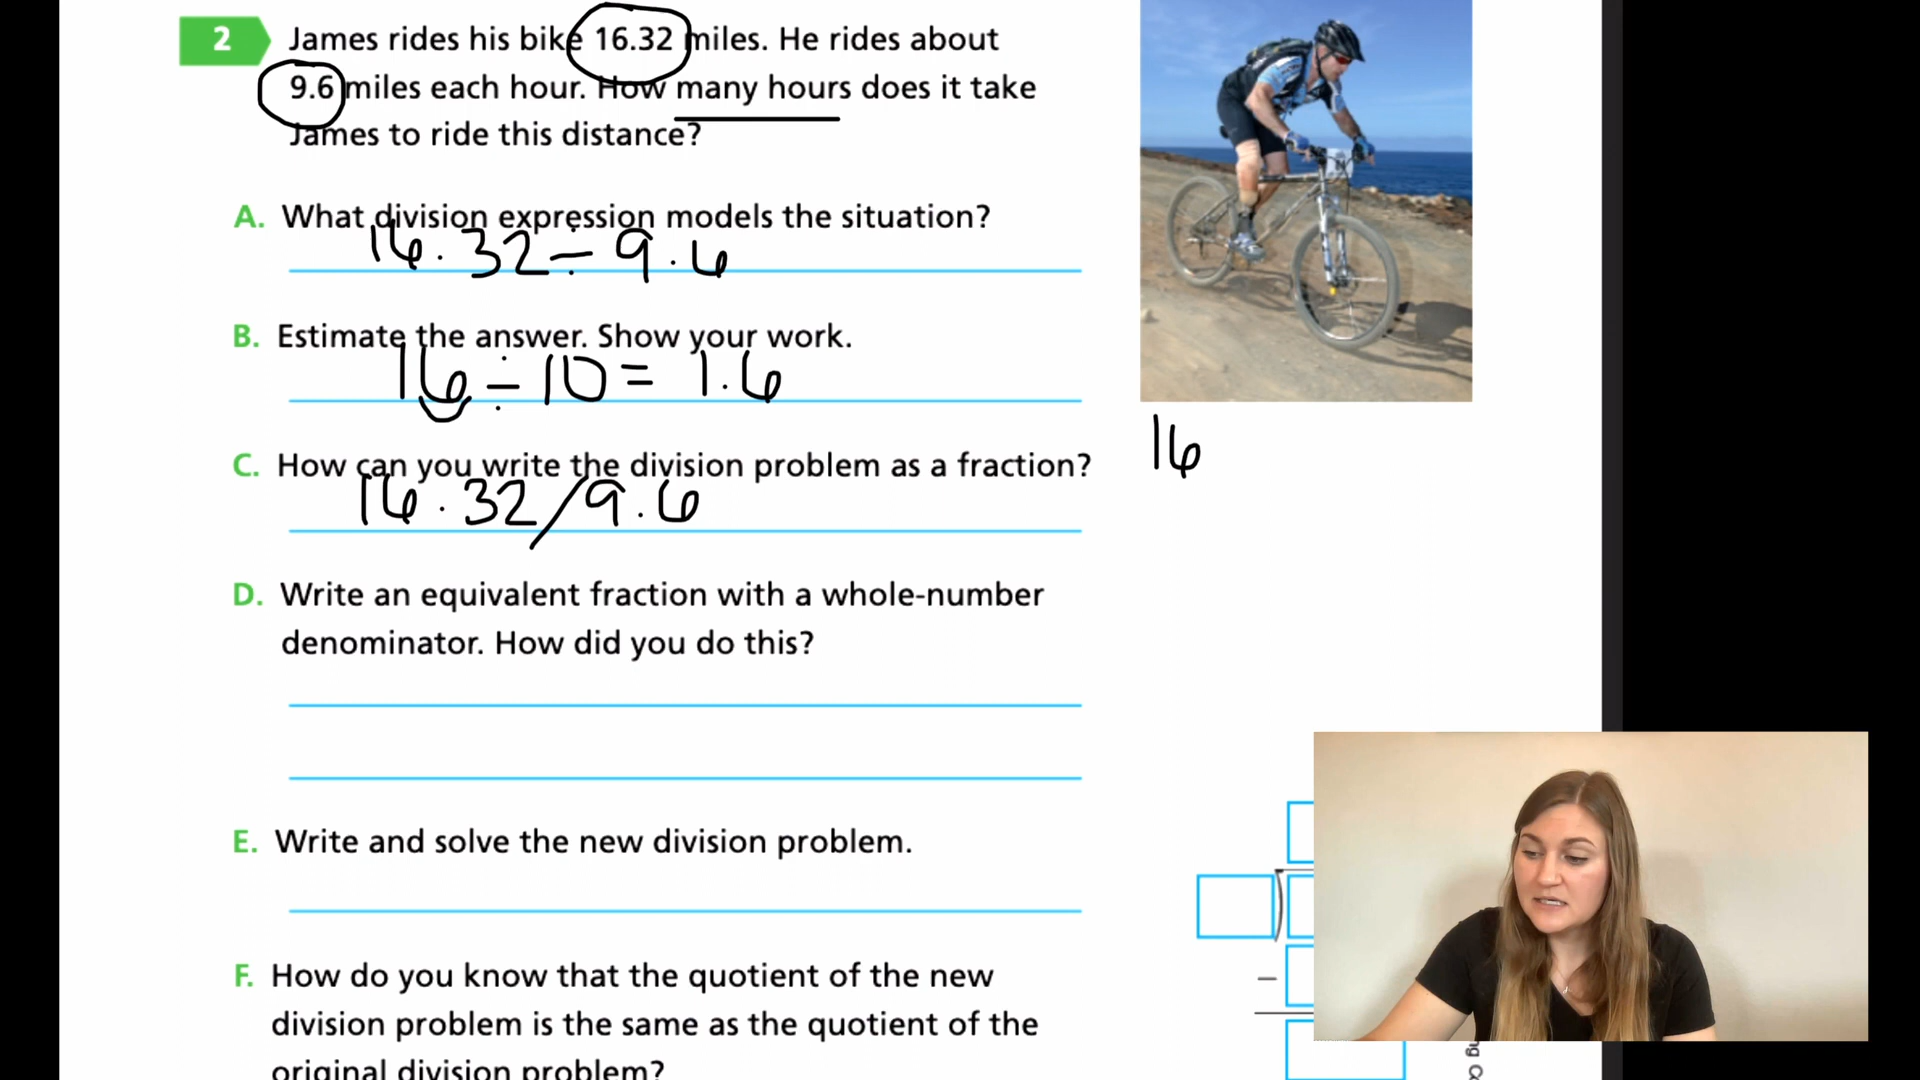 2 James rides his bike 16.32 miles. He rides about
9.6 miles each hour. How many hours does it take
James to ride this distance?
A. What division expression models the situation?
16.32 ÷ 9.6
B. Estimate the answer. Show your work.
16 ÷ 10 = 1.6
16
C. How can you write the division problem as a fraction?
16.32/9.6
D. Write an equivalent fraction with a whole-number
denominator. How did you do this?
E. Write and solve the new division problem.
F. How do you know that the quotient of the new
division problem is the same as the quotient of the
original division problem?